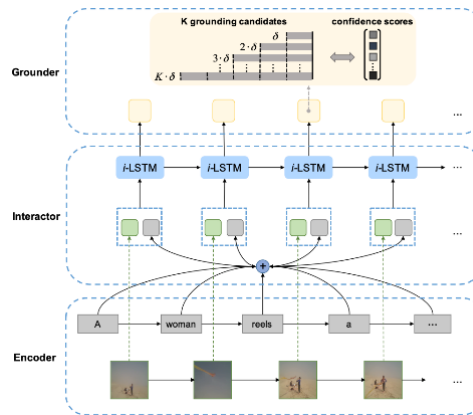 K grounding candidates
confidence scores
δ
2·δ
3·δ
K·δ
Grounder
...
i-LSTM
i-LSTM
i-LSTM
i-LSTM
...
Interactor
...
+
A
woman
reels
a
...
Encoder
...